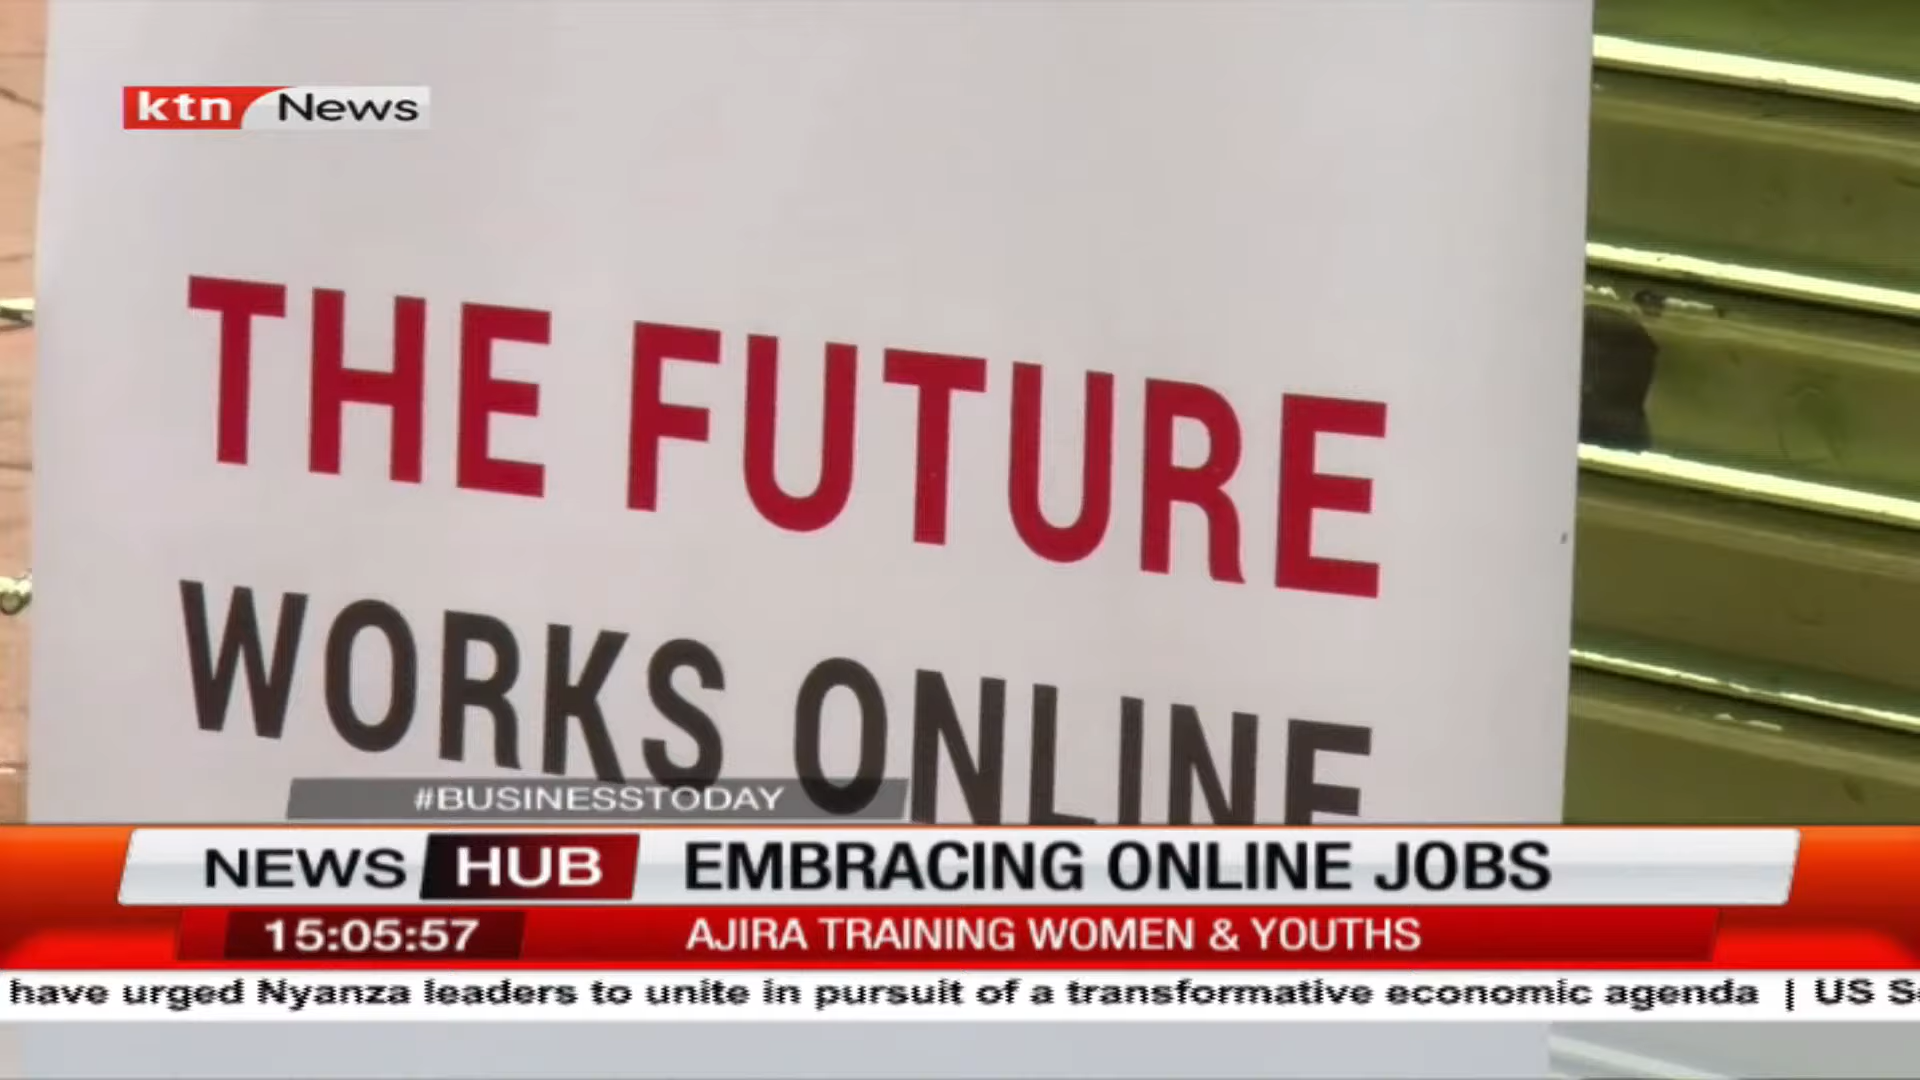 ktn News
THE FUTURE
WORKS ONLINE
#BUSINESSTODAY
NEWS HUB EMBRACING ONLINE JOBS
15:05:57 AJIRA TRAINING WOMEN & YOUTHS
have urged Nyanza leaders to unite in pursuit of a transformative economic agenda | US